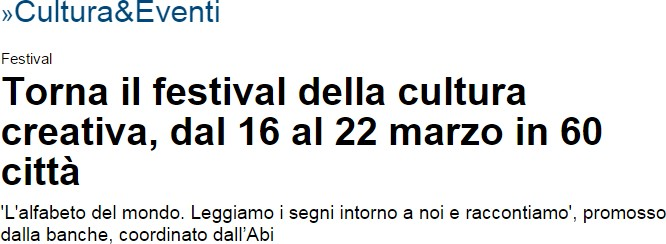 »Cultura&Eventi
Festival
Torna il festival della cultura
creativa, dal 16 al 22 marzo in 60
città
'L'alfabeto del mondo. Leggiamo i segni intorno a noi e raccontiamo', promosso
dalla banche, coordinato dall’Abi